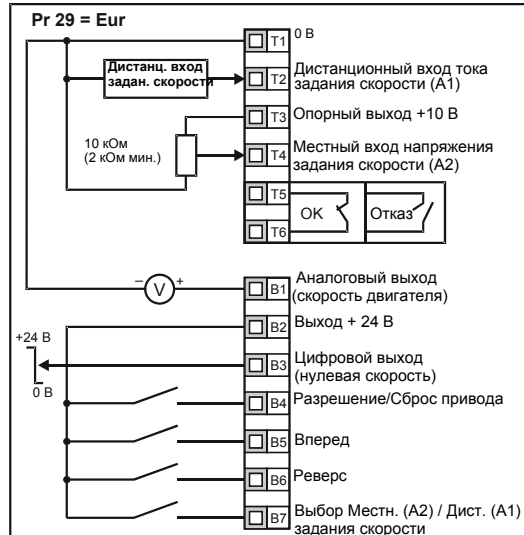 Pr 29 = Eur
T1 0 В
Дистанц. вход
задан. скорости
T2 Дистанционный вход тока
задания скорости (A1)
T3 Опорный выход +10 В
10 кОм
(2 кОм мин.)
T4 Местный вход напряжения
задания скорости (A2)
T5
OK Отказ
T6
– V +
B1 Аналоговый выход
(скорость двигателя)
B2 Выход + 24 В
+24 В
B3 Цифровой выход
(нулевая скорость)
0 В
B4 Разрешение/Сброс привода
B5 Вперед
B6 Реверс
B7 Выбор Местн. (A2) / Дист. (A1)
задания скорости